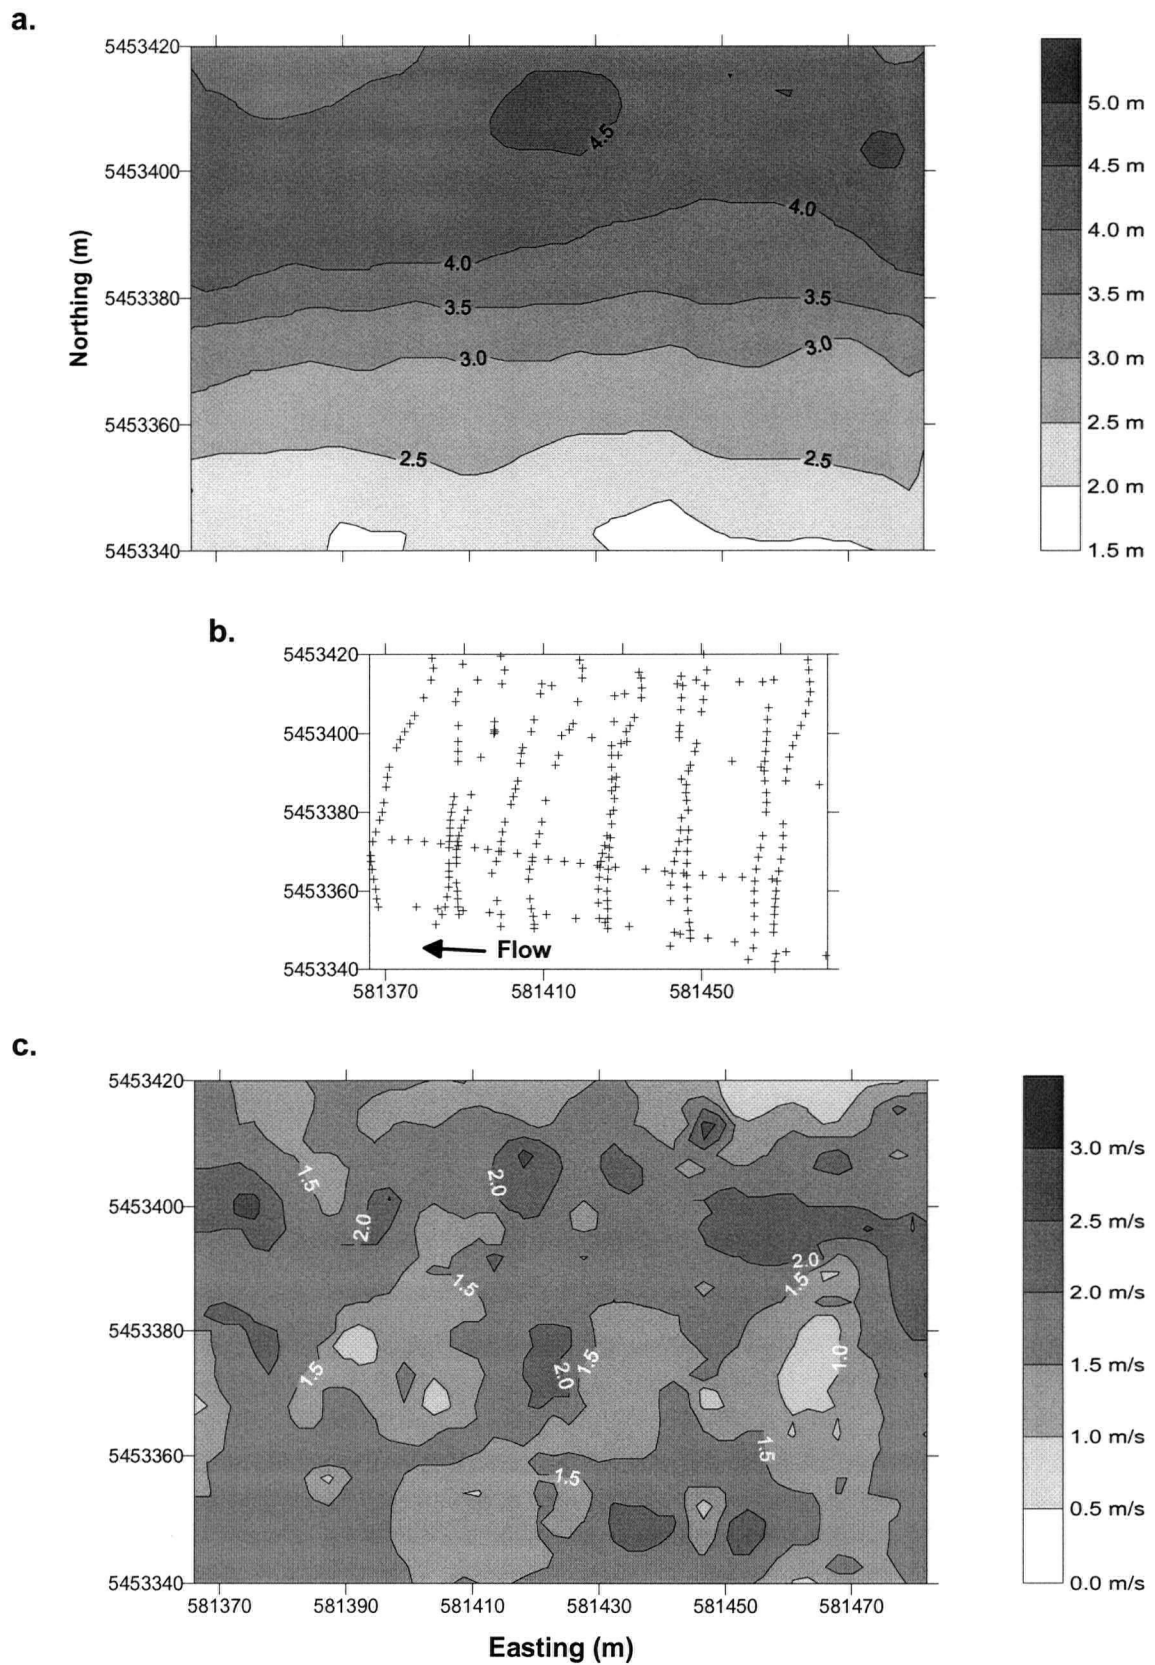 a.
5453420
5453400
5453380
5453360
5453340
Northing (m)
4.5
4.0
4.0
3.5
3.5
3.0
3.0
2.5
2.5
5.0 m
4.5 m
4.0 m
3.5 m
3.0 m
2.5 m
2.0 m
1.5 m
b.
5453420
5453400
5453380
5453360
5453340
Flow
581370 581410 581450
c.
5453420
5453400
5453380
5453360
5453340
1.5
2.0
2.0
2.0
1.5
1.5
1.5
2.0
1.5
1.0
1.5
1.5
3.0 m/s
2.5 m/s
2.0 m/s
1.5 m/s
1.0 m/s
0.5 m/s
0.0 m/s
581370 581390 581410 581430 581450 581470
Easting (m)